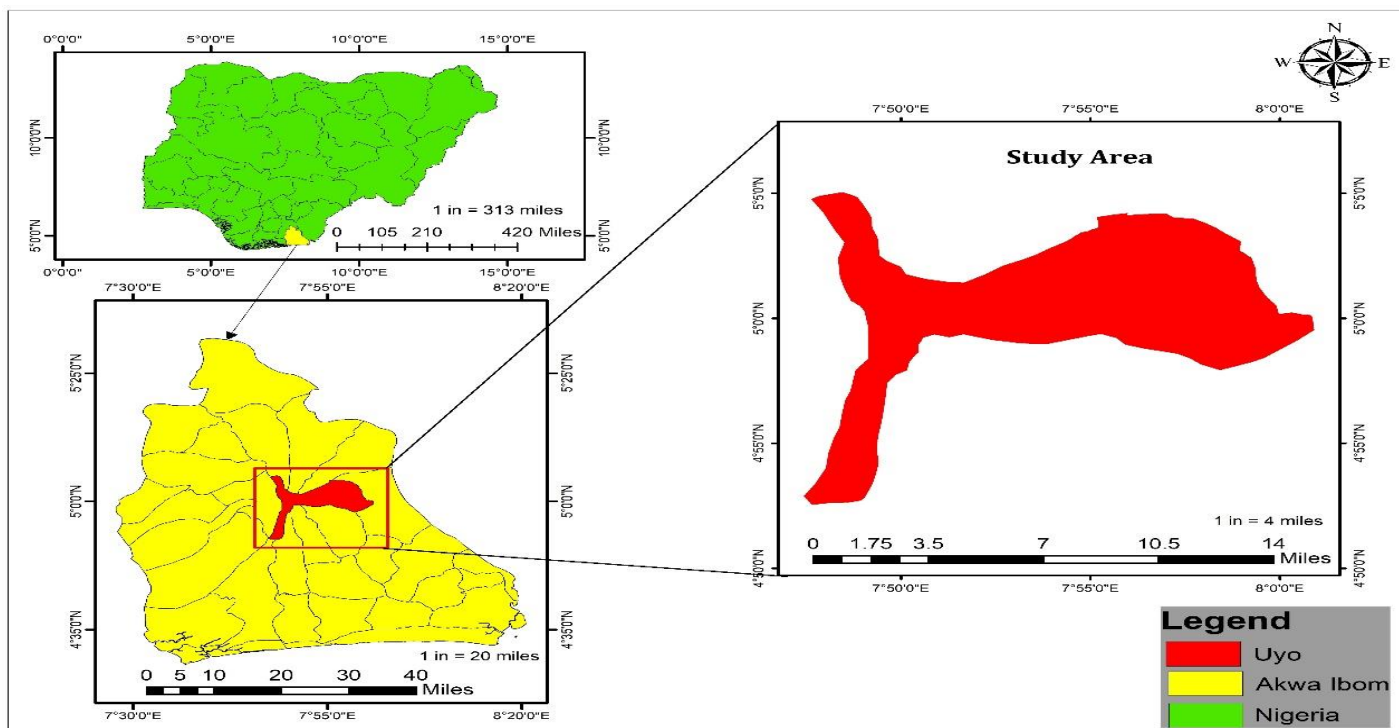 0°0'0" 5°0'0"E 10°0'0"E 15°0'0"E
10°0'0"N 10°0'0"N
1 in = 313 miles
0 105 210 420 Miles
5°0'0"N 5°0'0"N
0°0'0" 5°0'0"E 10°0'0"E 15°0'0"E
7°30'0"E 7°55'0"E 8°20'0"E
5°25'0"N 5°25'0"N
5°0'0"N 5°0'0"N
4°35'0"N 4°35'0"N
1 in = 20 miles
0 5 10 20 30 40
Miles
7°30'0"E 7°55'0"E 8°20'0"E
N
W E
S
7°50'0"E 7°55'0"E 8°0'0"E
Study Area
5°5'0"N 5°5'0"N
5°0'0"N 5°0'0"N
4°55'0"N 4°55'0"N
1 in = 4 miles
0 1.75 3.5 7 10.5 14
Miles
4°50'0"N 4°50'0"N
7°50'0"E 7°55'0"E 8°0'0"E
Legend
Uyo
Akwa Ibom
Nigeria